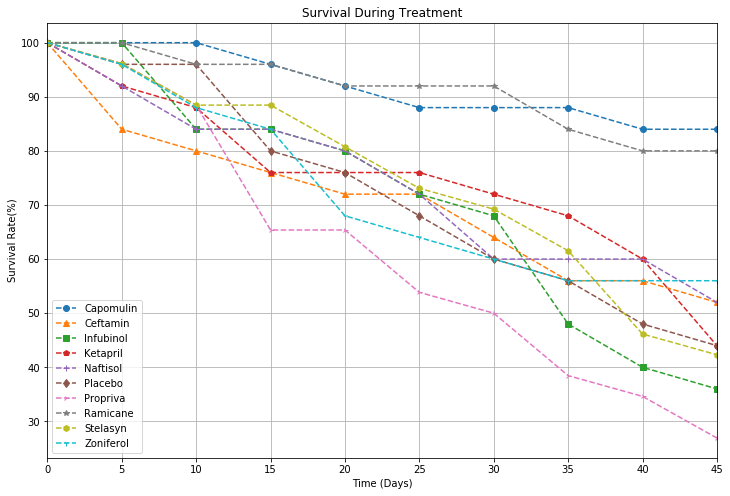 Survival During Treatment
100
90
80
70
60
50
40
30
Survival Rate(%)
Capomulin
Ceftamin
Infubinol
Ketapril
Naftisol
Placebo
Propriva
Ramicane
Stelasyn
Zoniferol
0 5 10 15 20 25 30 35 40 45
Time (Days)